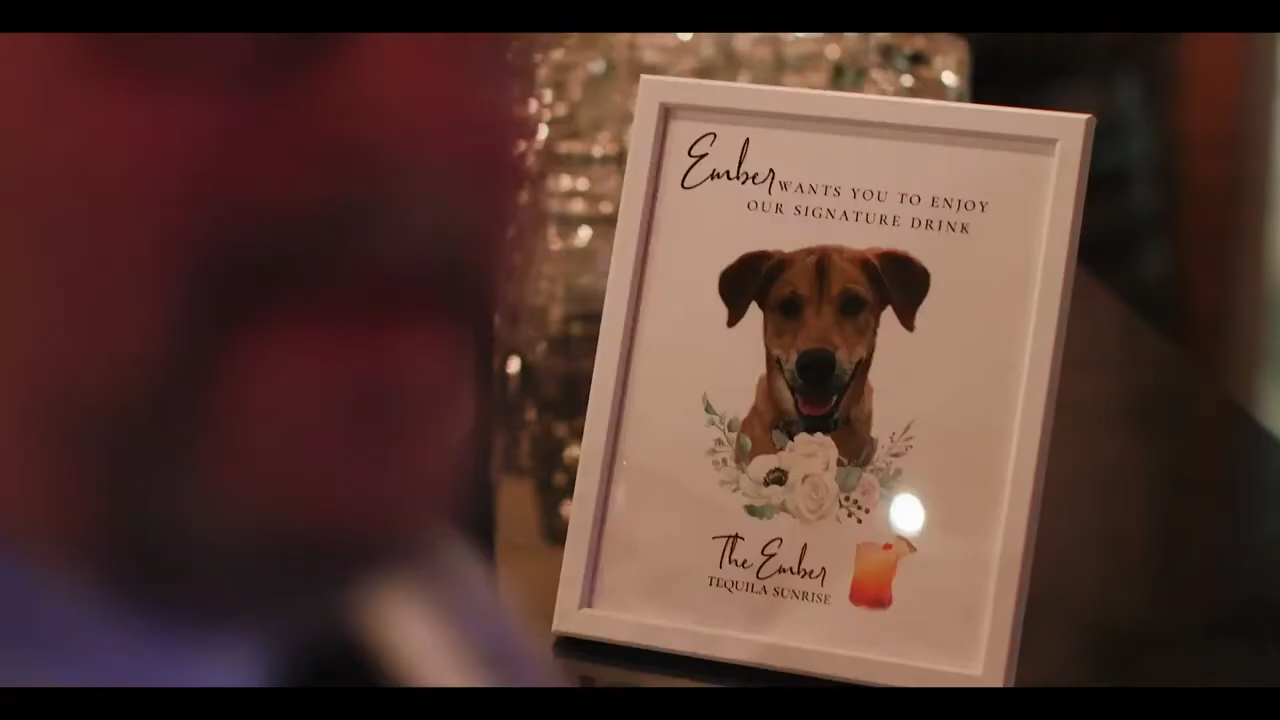 Ember WANTS YOU TO ENJOY
OUR SIGNATURE DRINK
The Ember
TEQUILA SUNRISE